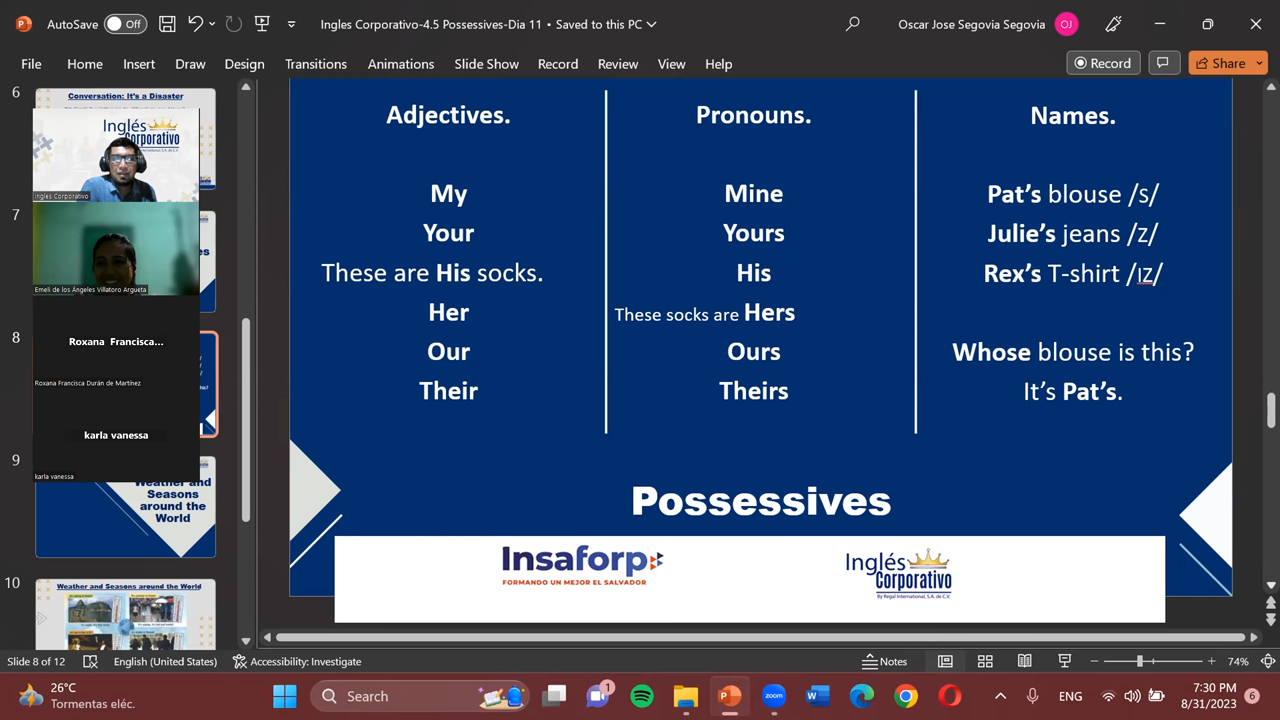 AutoSave
Off
Ingles Corporativo-4.5 Possessives-Dia 11 • Saved to this PC
Oscar Jose Segovia Segovia
OJ
File
Home
Insert
Draw
Design
Transitions
Animations
Slide Show
Record
Review
View
Help
Record
Share
6
Conversation: It's a Disaster
Inglés
Corporativo
Ingles Corporativo
7
Emeli de los Ángeles Villatoro Argueta
8
Roxana Francisca...
Roxana Francisca Durán de Martínez
karla vanessa
karla vanessa
9
Weather and
Seasons
around the
World
10
Weather and Seasons around the World
Adjectives.
My
Your
These are His socks.
Her
Our
Their
Pronouns.
Mine
Yours
His
These socks are Hers
Ours
Theirs
Names.
Pat's blouse /s/
Julie's jeans /z/
Rex's T-shirt /ɪz/
Whose blouse is this?
It's Pat's.
Possessives
Insaforp
FORMANDO UN MEJOR EL SALVADOR
Inglés
Corporativo
By Regal International, S.A. de C.V.
Slide 8 of 12
English (United States)
Accessibility: Investigate
Notes
74%
26°C
Tormentas eléc.
Search
1
ENG
7:30 PM
8/31/2023
6